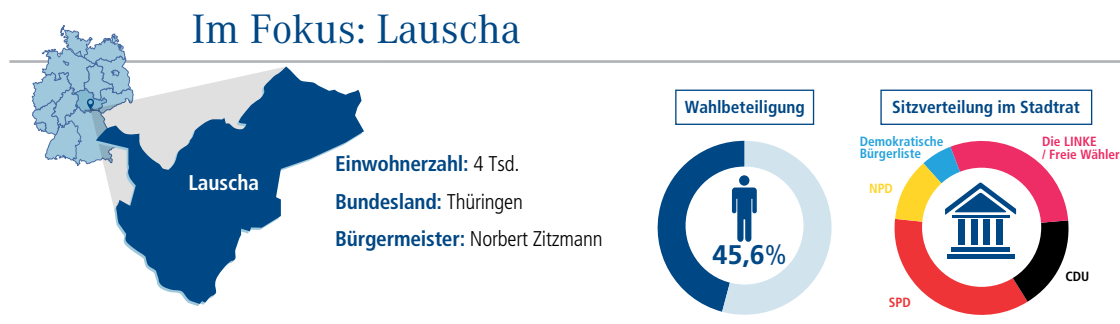 Im Fokus: Lauscha
Lauscha
Einwohnerzahl: 4 Tsd.
Bundesland: Thüringen
Bürgermeister: Norbert Zitzmann
Wahlbeteiligung
45,6%
Sitzverteilung im Stadtrat
Demokratische
Bürgerliste
Die LINKE
/ Freie Wähler
NPD
CDU
SPD